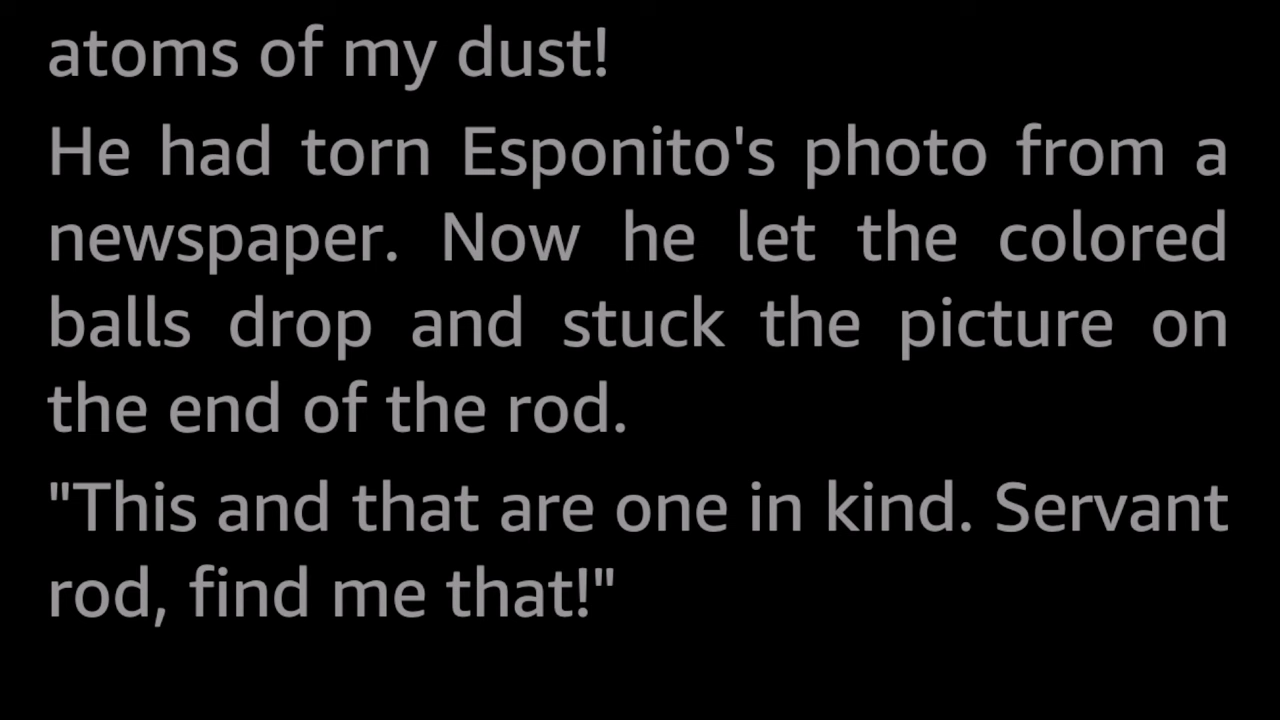 atoms of my dust!
He had torn Esponito's photo from a
newspaper. Now he let the colored
balls drop and stuck the picture on
the end of the rod.
"This and that are one in kind. Servant
rod, find me that!"